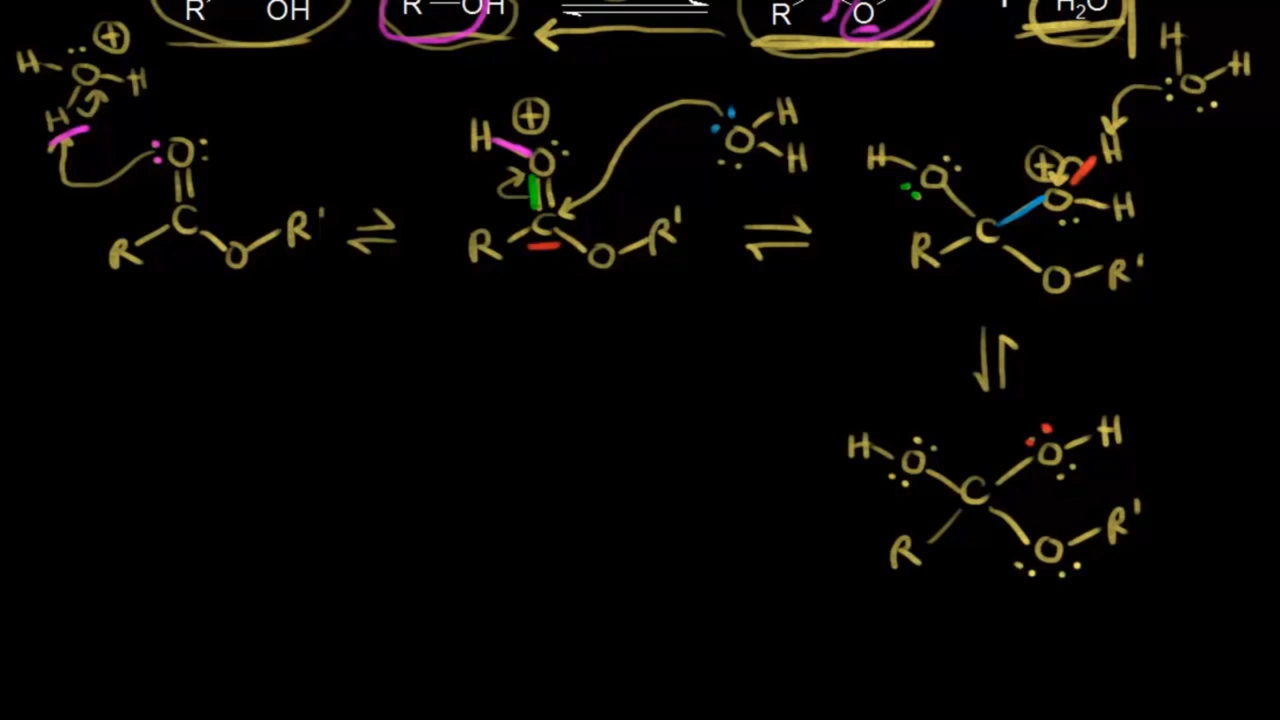 R OH R—OH R O H₂O
H O ⊕ H H
O C R O R'
H O ⊕ C R O R'
O H H
H O C R O R' ⊕ O H H
H O H
H O C O H R O R'